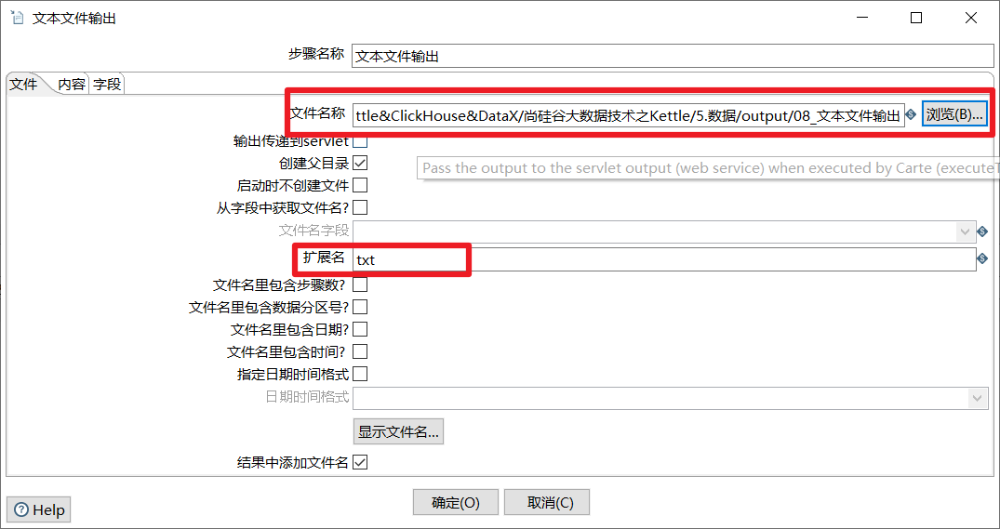 文本文件输出
步骤名称 文本文件输出
文件 内容 字段
文件名称 ttle&ClickHouse&DataX/尚硅谷大数据技术之Kettle/5.数据/output/08_文本文件输出 浏览(B)...
输出传递到servlet
创建父目录
Pass the output to the servlet output (web service) when executed by Carte (executeT
启动时不创建文件
从字段中获取文件名?
文件名字段
扩展名 txt
文件名里包含步骤数?
文件名里包含数据分区号?
文件名里包含日期?
文件名里包含时间?
指定日期时间格式
日期时间格式
显示文件名...
结果中添加文件名
Help 确定(O) 取消(C)